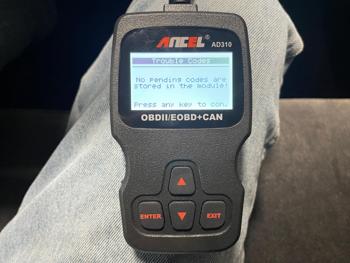 ANCEL®
AD310
Trouble Codes
No pending codes are
stored in the module!
Press any key to con.
OBDII/EOBD+CAN
ENTER
EXIT